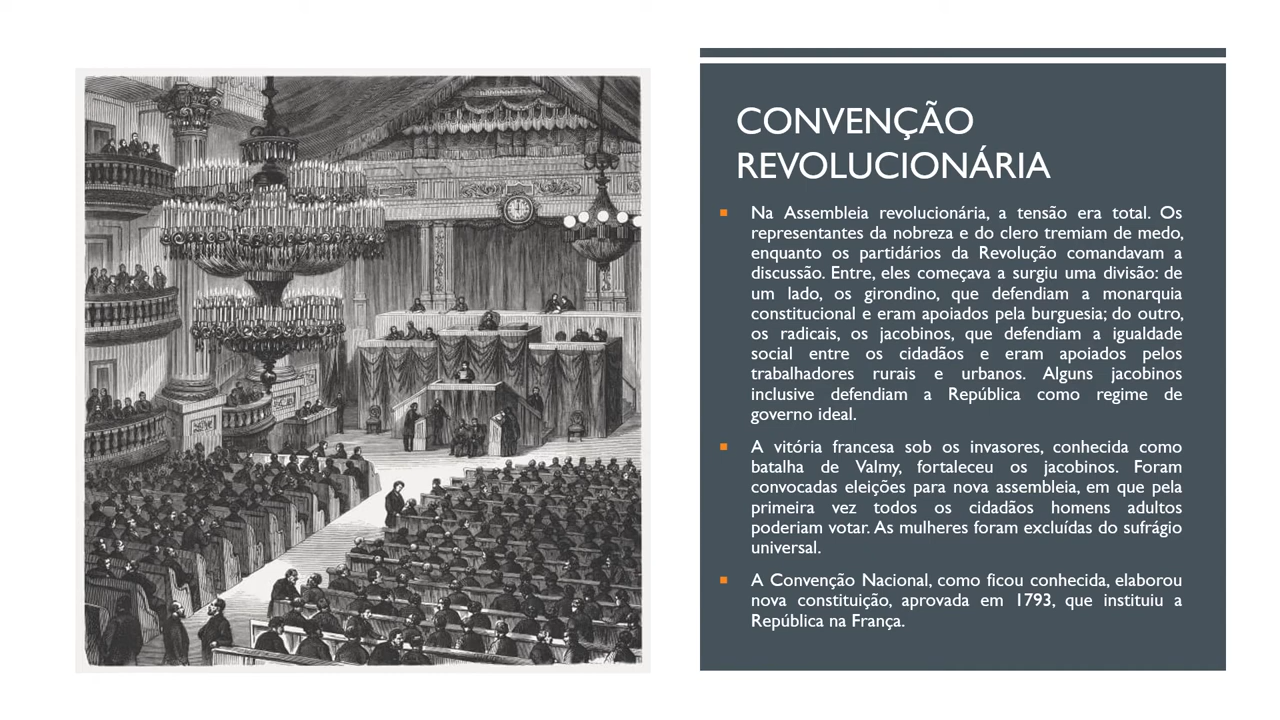 CONVENÇÃO
REVOLUCIONÁRIA
Na Assembleia revolucionária, a tensão era total. Os
representantes da nobreza e do clero tremiam de medo,
enquanto os partidários da Revolução comandavam a
discussão. Entre, eles começava a surgiu uma divisão: de
um lado, os girondino, que defendiam a monarquia
constitucional e eram apoiados pela burguesia; do outro,
os radicais, os jacobinos, que defendiam a igualdade
social entre os cidadãos e eram apoiados pelos
trabalhadores rurais e urbanos. Alguns jacobinos
inclusive defendiam a República como regime de
governo ideal.
A vitória francesa sob os invasores, conhecida como
batalha de Valmy, fortaleceu os jacobinos. Foram
convocadas eleições para nova assembleia, em que pela
primeira vez todos os cidadãos homens adultos
poderiam votar. As mulheres foram excluídas do sufrágio
universal.
A Convenção Nacional, como ficou conhecida, elaborou
nova constituição, aprovada em 1793, que instituiu a
República na França.